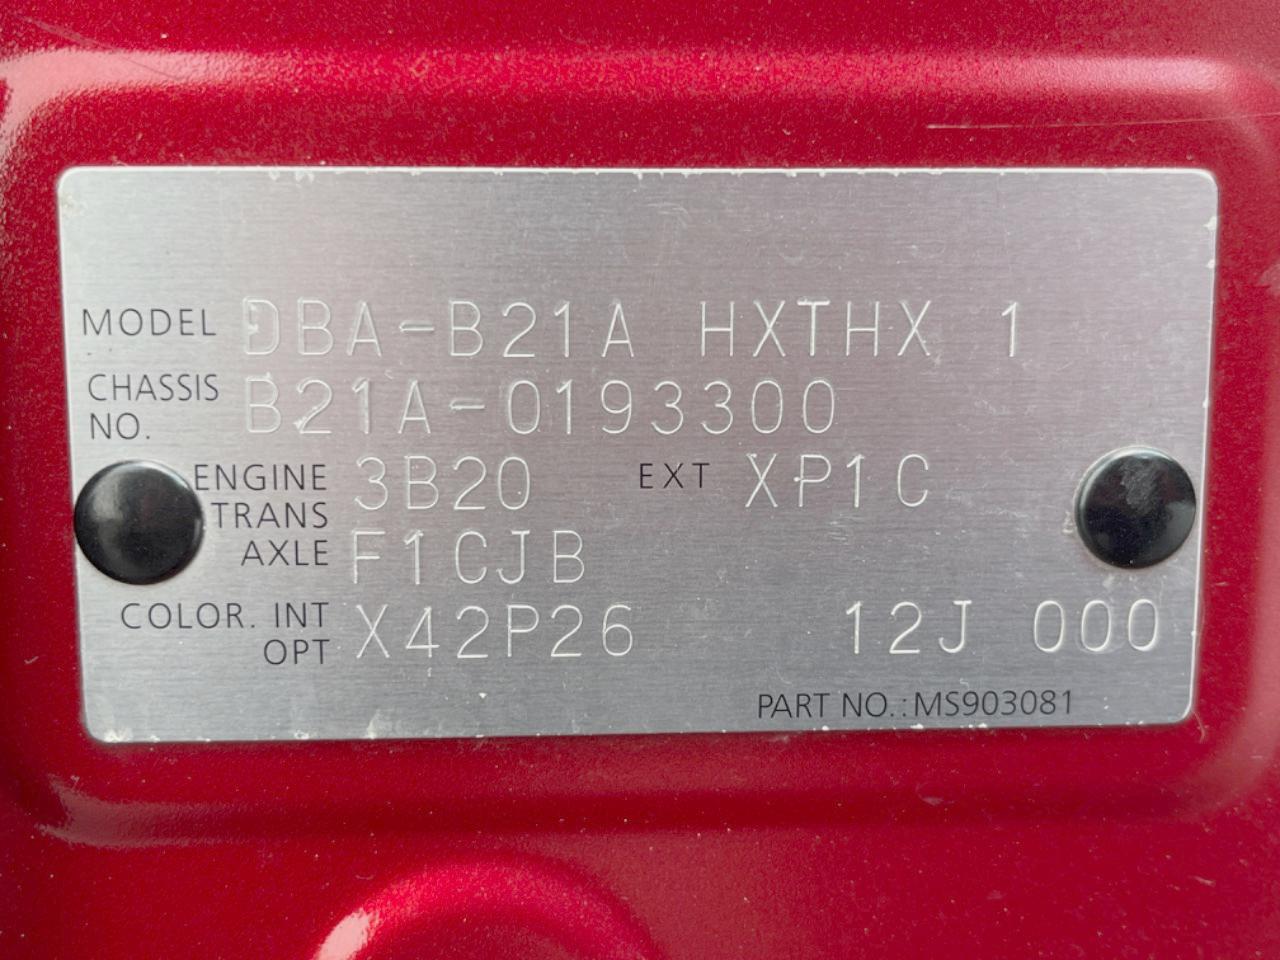 MODEL DBA-B21A HXTHX 1
CHASSIS NO. B21A-0193300
ENGINE 3B20 EXT XP1C
TRANS AXLE F1CJB
COLOR. INT OPT X42P26 12J 000
PART NO.: MS903081